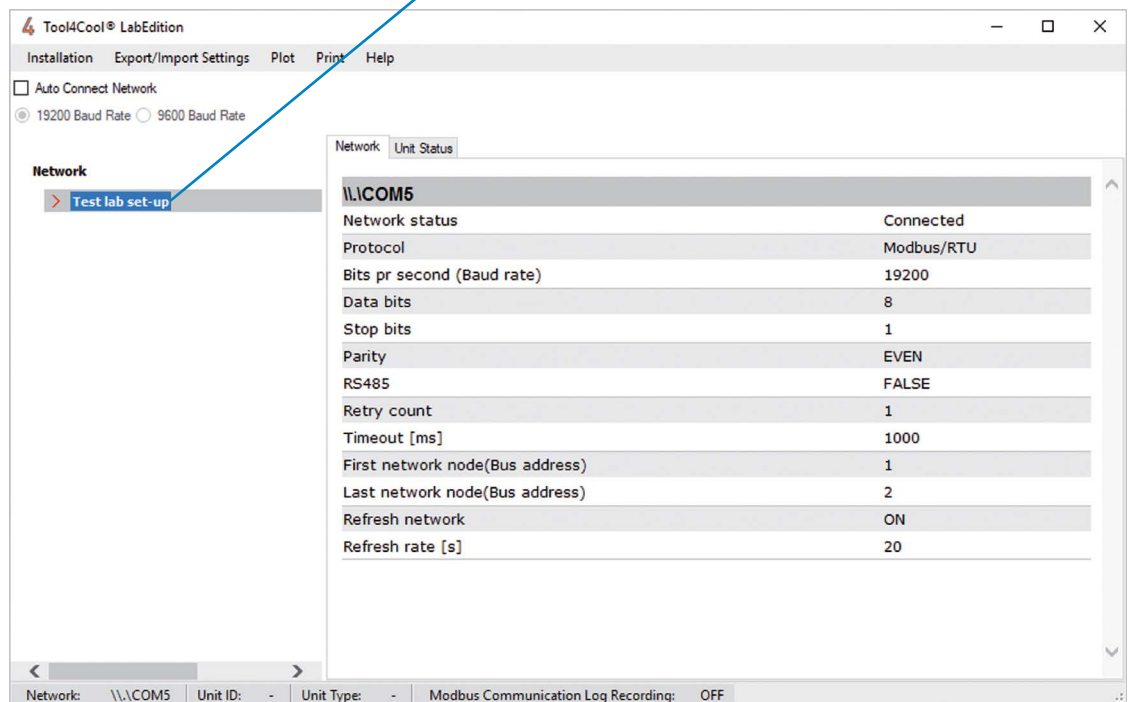 Tool4Cool® LabEdition
Installation Export/Import Settings Plot Print Help
Auto Connect Network
19200 Baud Rate 9600 Baud Rate
Network Unit Status
Network
Test lab set-up
\\.\COM5
Network status Connected
Protocol Modbus/RTU
Bits pr second (Baud rate) 19200
Data bits 8
Stop bits 1
Parity EVEN
RS485 FALSE
Retry count 1
Timeout [ms] 1000
First network node(Bus address) 1
Last network node(Bus address) 2
Refresh network ON
Refresh rate [s] 20
Network: \\.\COM5 Unit ID: - Unit Type: - Modbus Communication Log Recording: OFF